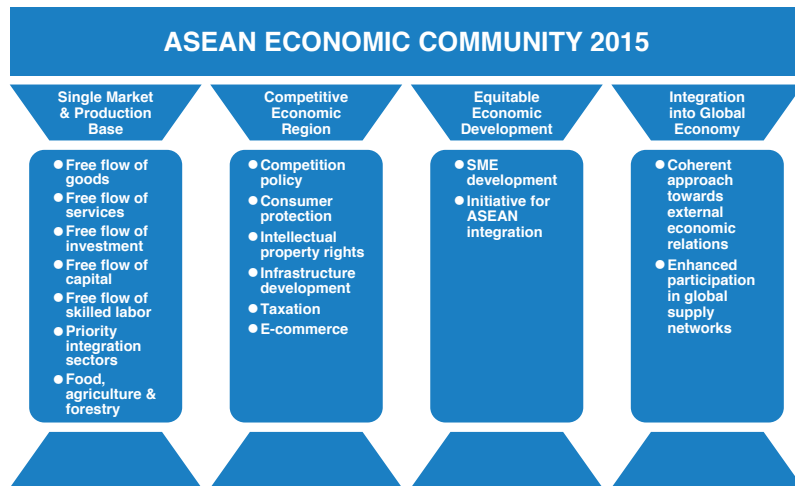 ASEAN ECONOMIC COMMUNITY 2015
Single Market
& Production
Base
● Free flow of
goods
● Free flow of
services
● Free flow of
investment
● Free flow of
capital
● Free flow of
skilled labor
● Priority
integration
sectors
● Food,
agriculture &
forestry
Competitive
Economic
Region
● Competition
policy
● Consumer
protection
● Intellectual
property rights
● Infrastructure
development
● Taxation
● E-commerce
Equitable
Economic
Development
● SME
development
● Initiative for
ASEAN
integration
Integration
into Global
Economy
● Coherent
approach
towards
external
economic
relations
● Enhanced
participation
in global
supply
networks